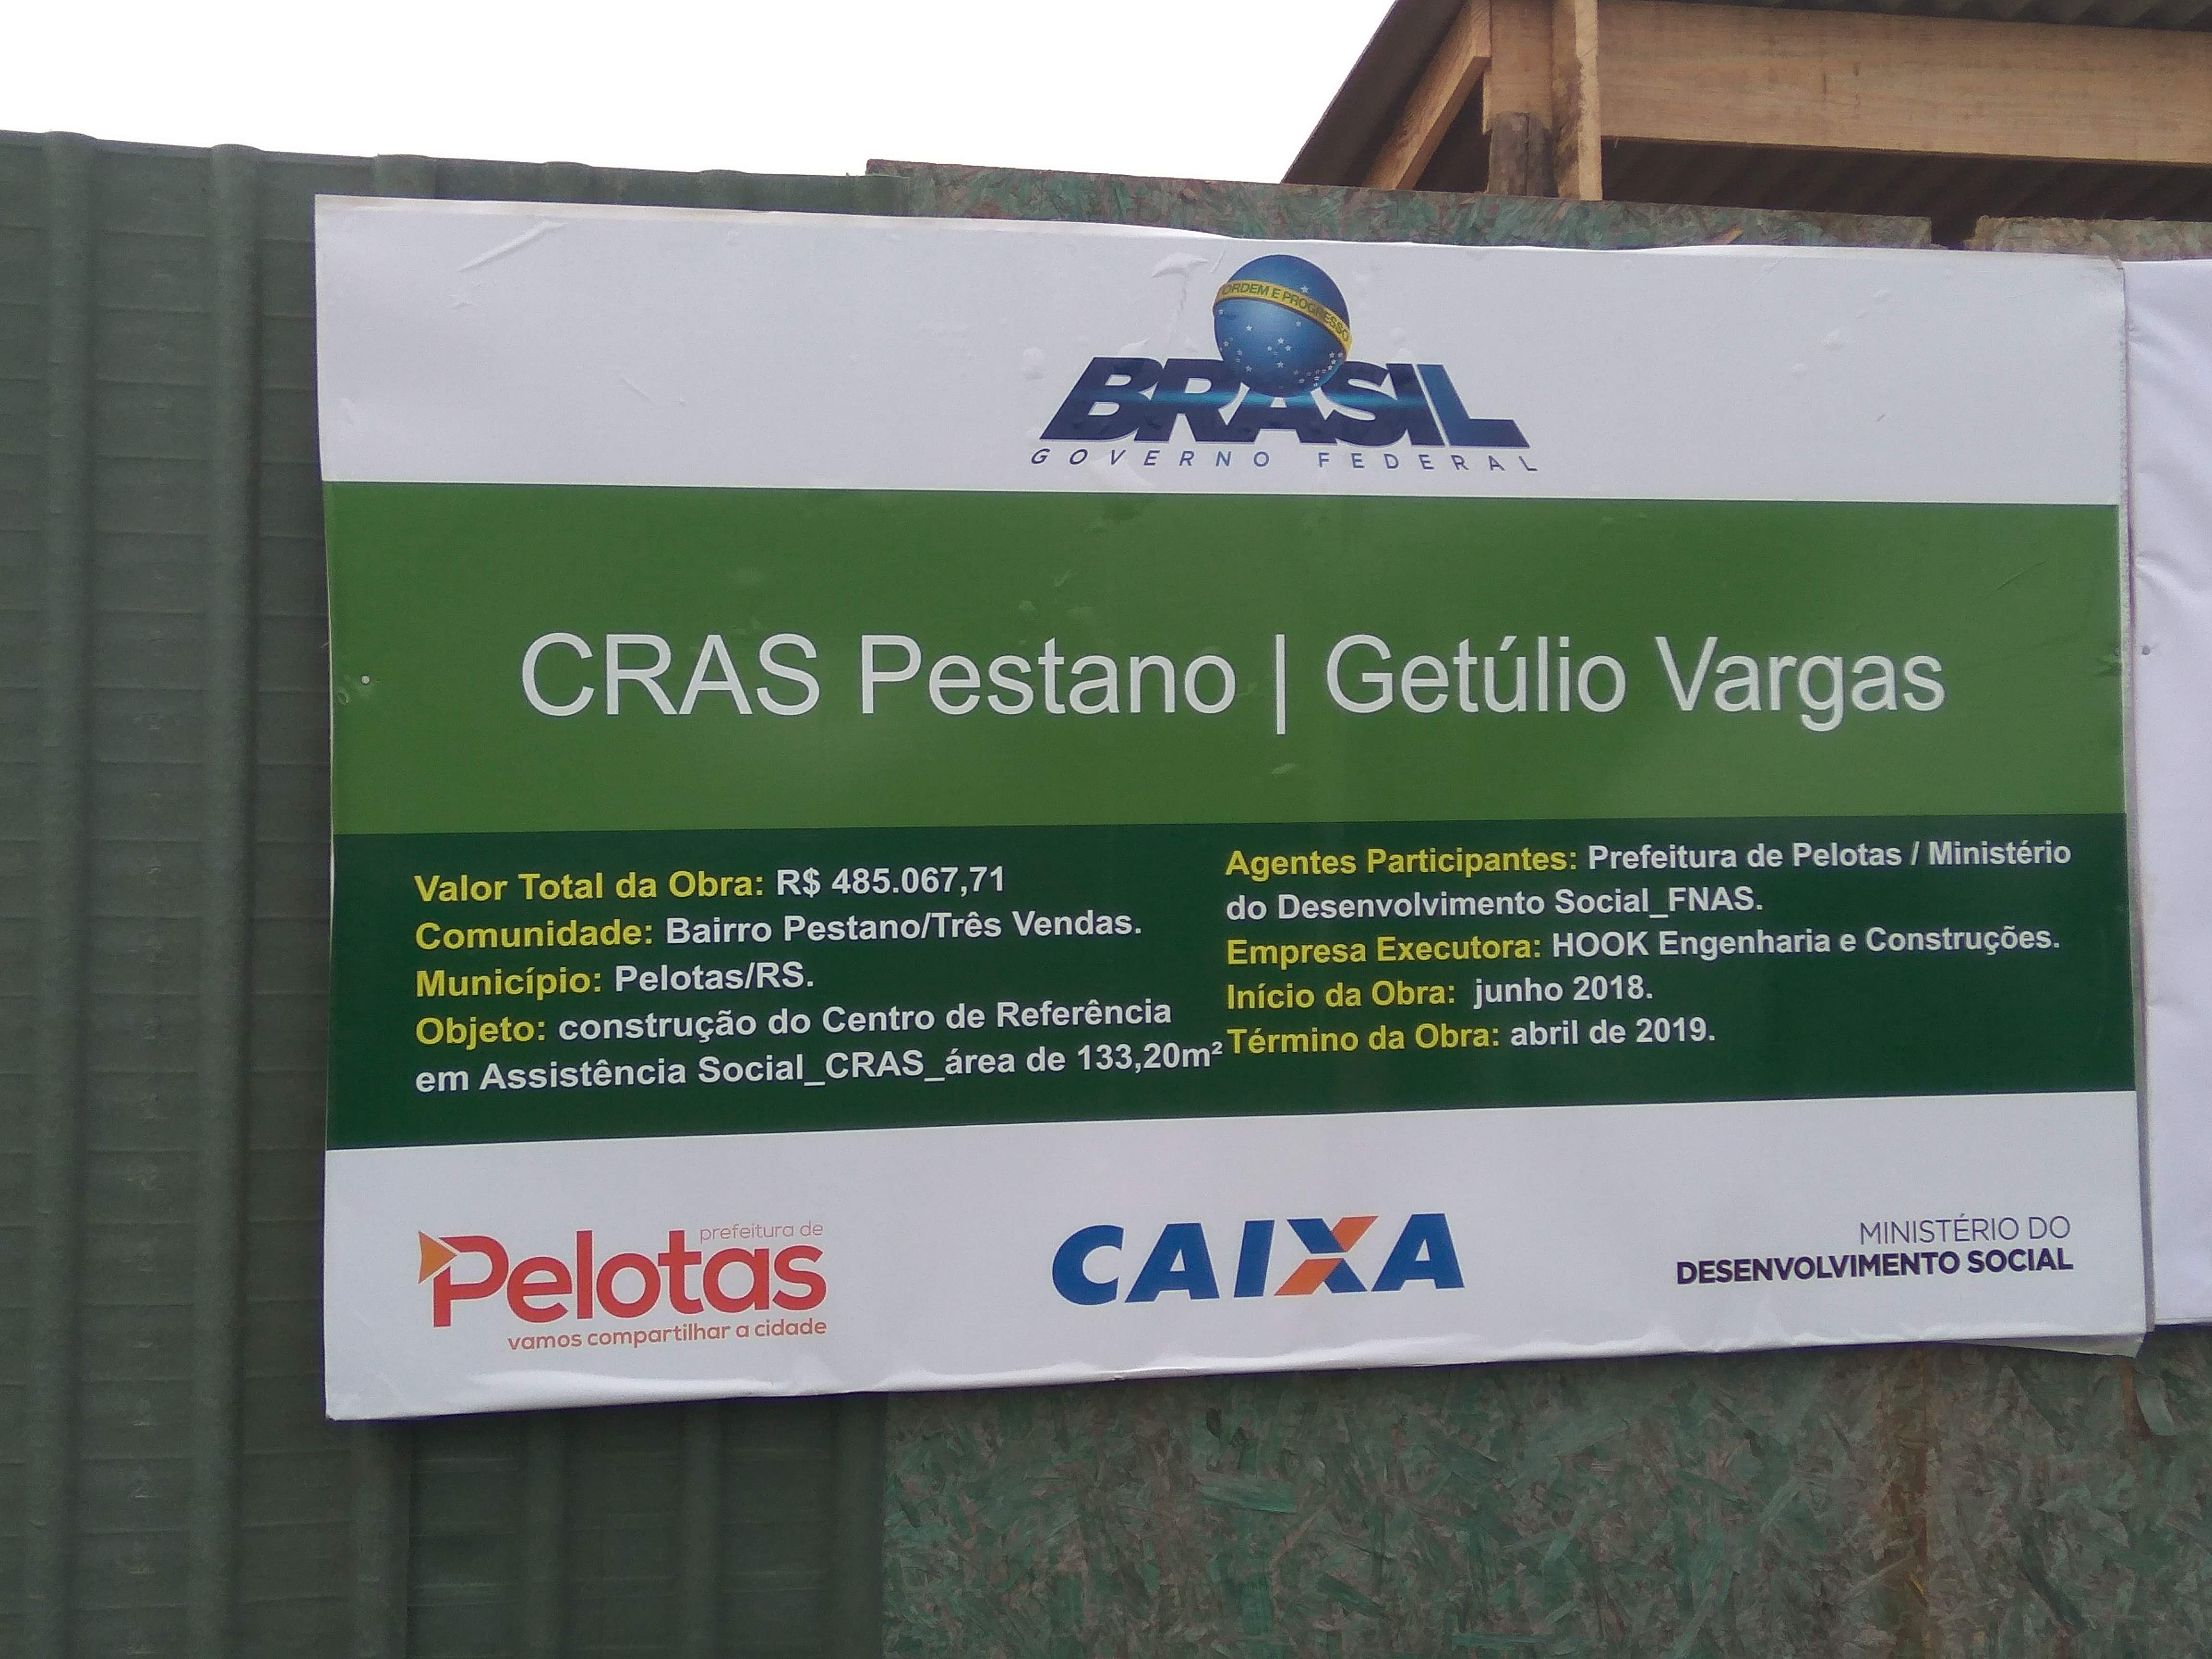 ORDEM E PROGRESSO
BRASIL
GOVERNO FEDERAL
CRAS Pestano | Getúlio Vargas
Valor Total da Obra: R$ 485.067,71
Comunidade: Bairro Pestano/Três Vendas.
Município: Pelotas/RS.
Objeto: construção do Centro de Referência
em Assistência Social_CRAS_área de 133,20m²
Agentes Participantes: Prefeitura de Pelotas / Ministério
do Desenvolvimento Social_FNAS.
Empresa Executora: HOOK Engenharia e Construções.
Início da Obra: junho 2018.
Término da Obra: abril de 2019.
prefeitura de
Pelotas
vamos compartilhar a cidade
CAIXA
MINISTÉRIO DO
DESENVOLVIMENTO SOCIAL